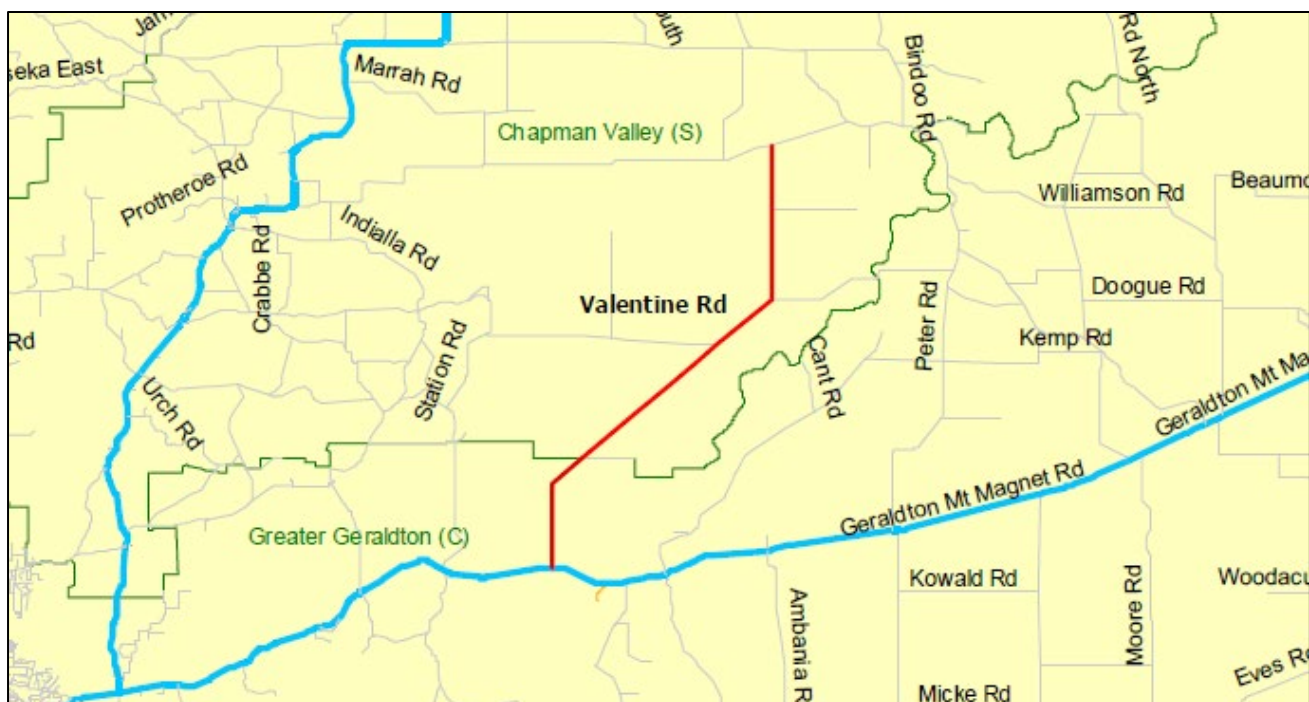 seka East
Marrah Rd
outh
Bindoo Rd
Rd North
Chapman Valley (S)
Protheroe Rd
Williamson Rd
Beaumo
Indialla Rd
Crabbe Rd
Valentine Rd
Doogue Rd
Rd
Station Rd
Cant Rd
Peter Rd
Kemp Rd
Urch Rd
Geraldton Mt Ma
Geraldton Mt Magnet Rd
Greater Geraldton (C)
Kowald Rd
Woodacu
Ambania R
Moore Rd
Eves Rd
Micke Rd